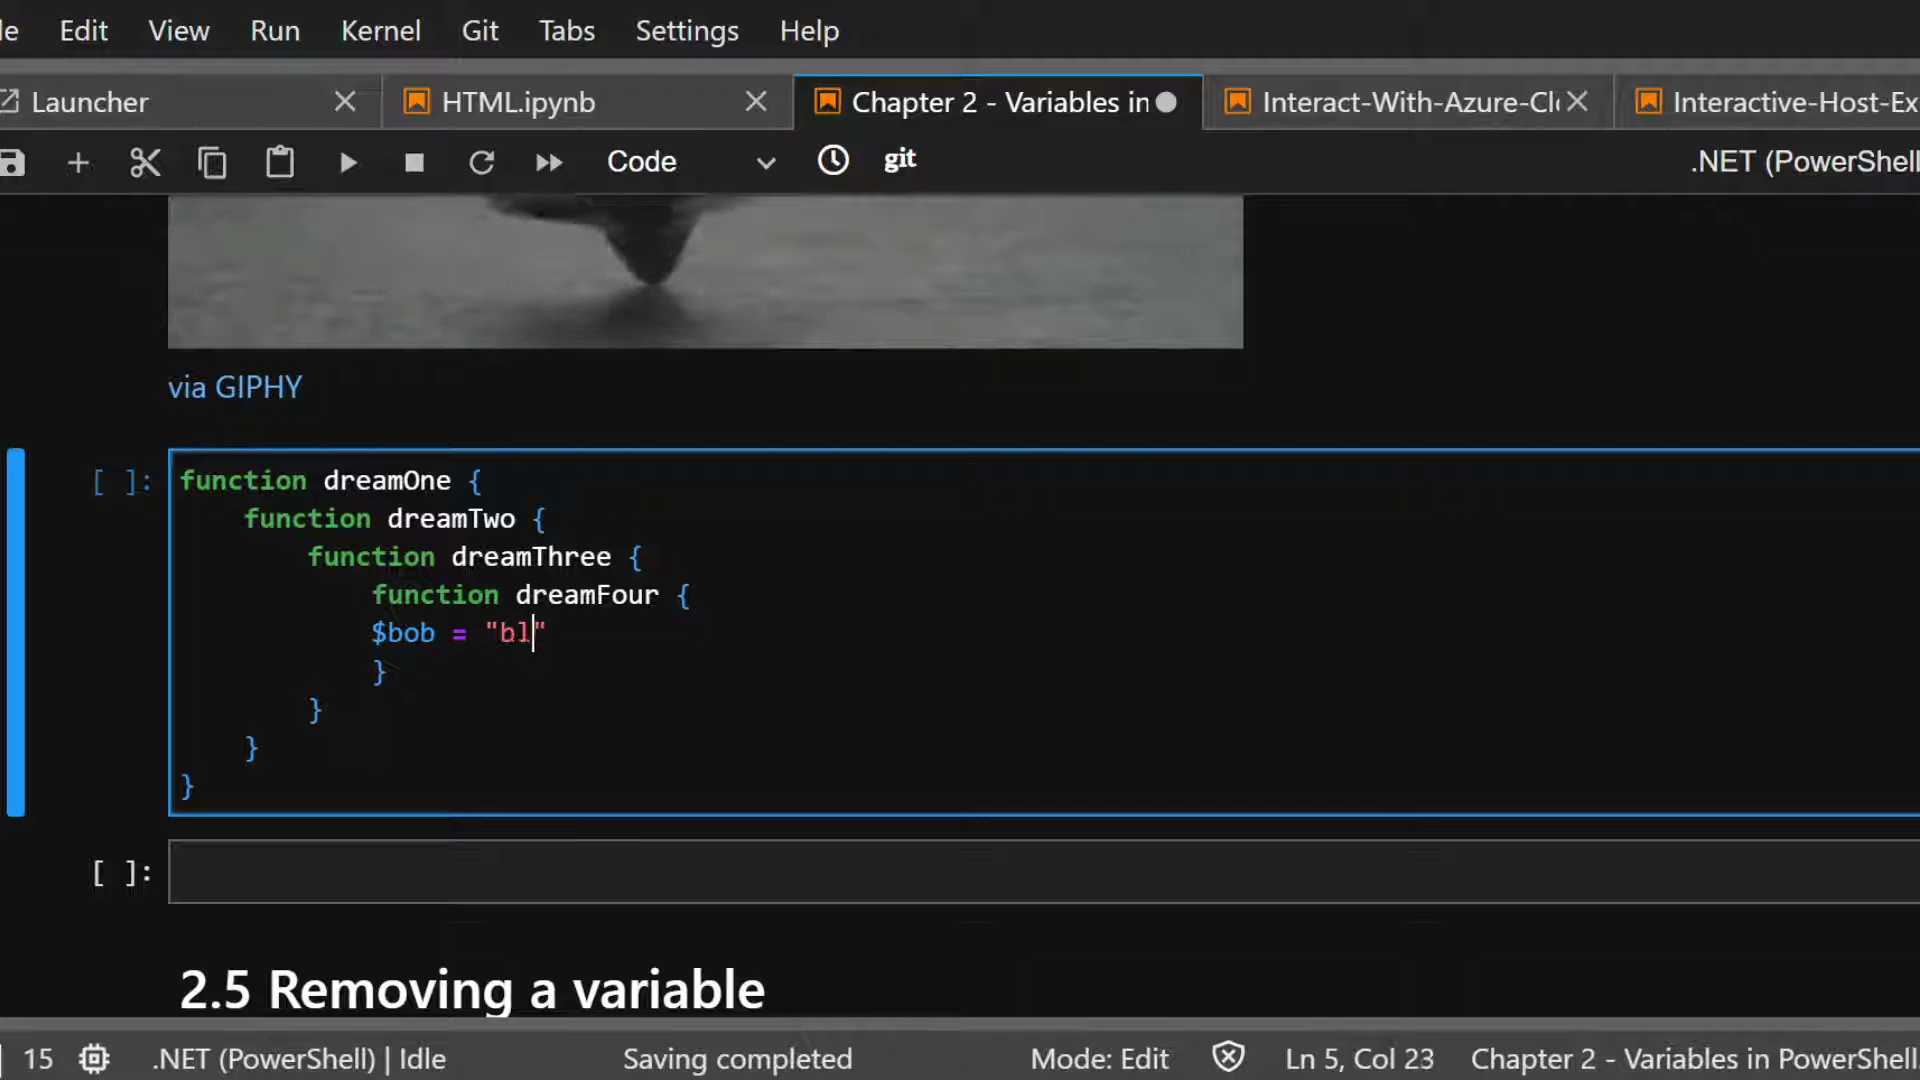 le Edit View Run Kernel Git Tabs Settings Help
Launcher HTML.ipynb Chapter 2 - Variables in Interact-With-Azure-Cl Interactive-Host-Ex
Code git .NET (PowerShell
via GIPHY
[ ]: function dreamOne {
function dreamTwo {
function dreamThree {
function dreamFour {
$bob = "bl"
}
}
}
}
[ ]:
2.5 Removing a variable
15 .NET (PowerShell) | Idle Saving completed Mode: Edit Ln 5, Col 23 Chapter 2 - Variables in PowerShell